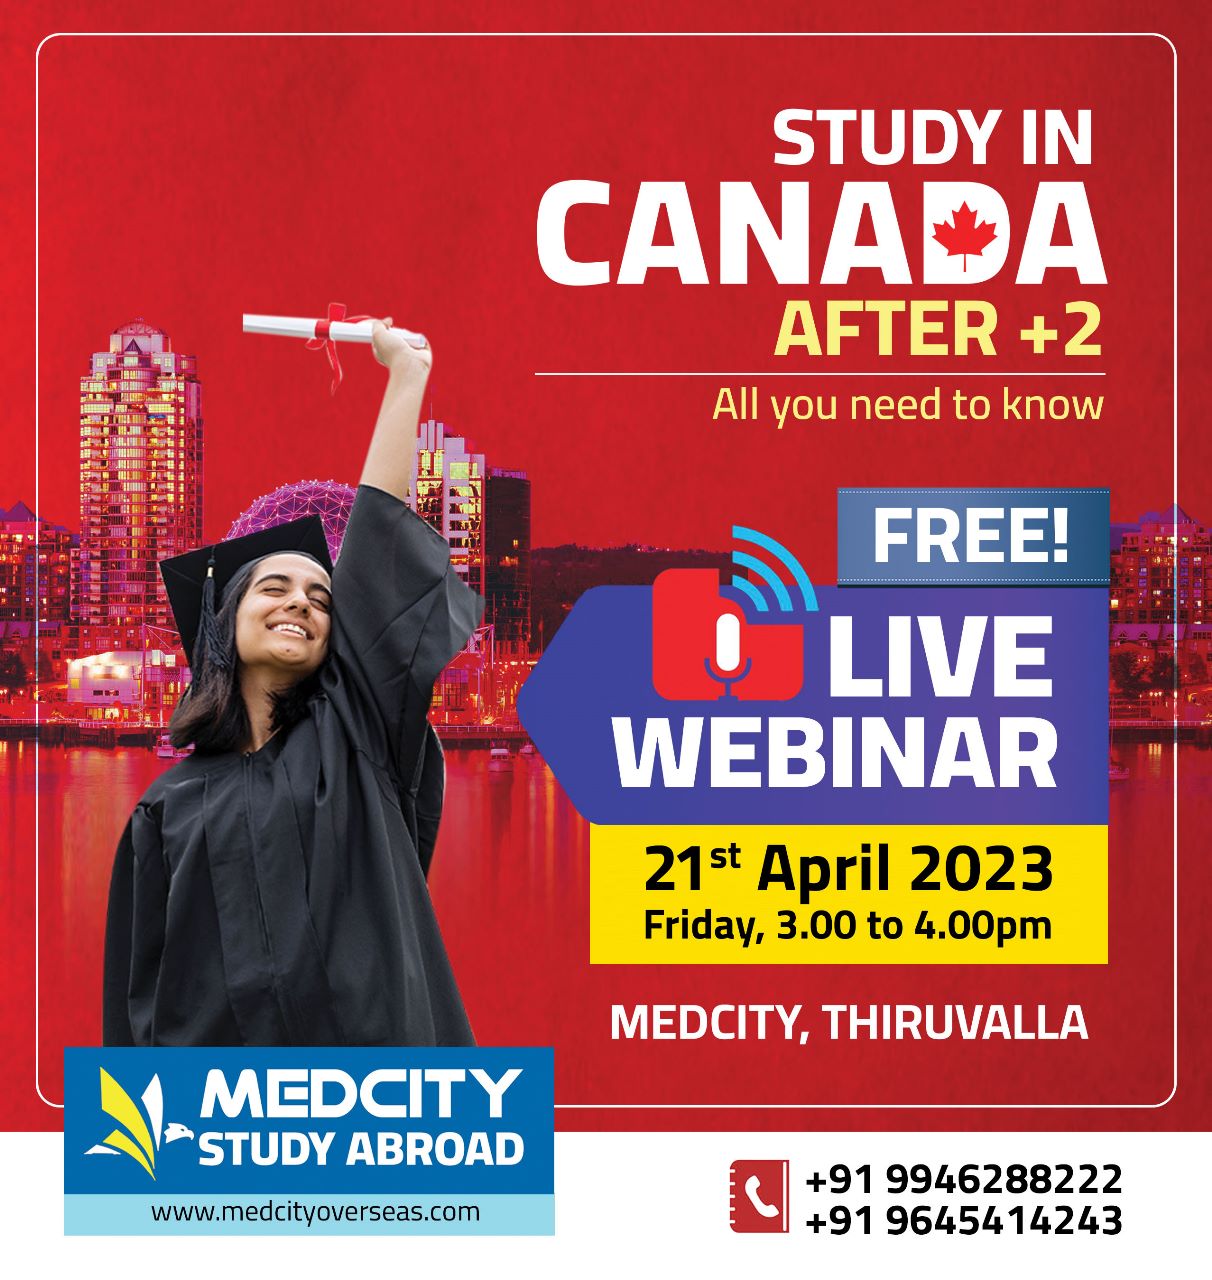 STUDY IN
CANADA
AFTER +2
All you need to know
FREE!
LIVE
WEBINAR
21st April 2023
Friday, 3.00 to 4.00pm
MEDCITY, THIRUVALLA
MEDCITY
STUDY ABROAD
www.medcityoverseas.com
+91 9946288222
+91 9645414243